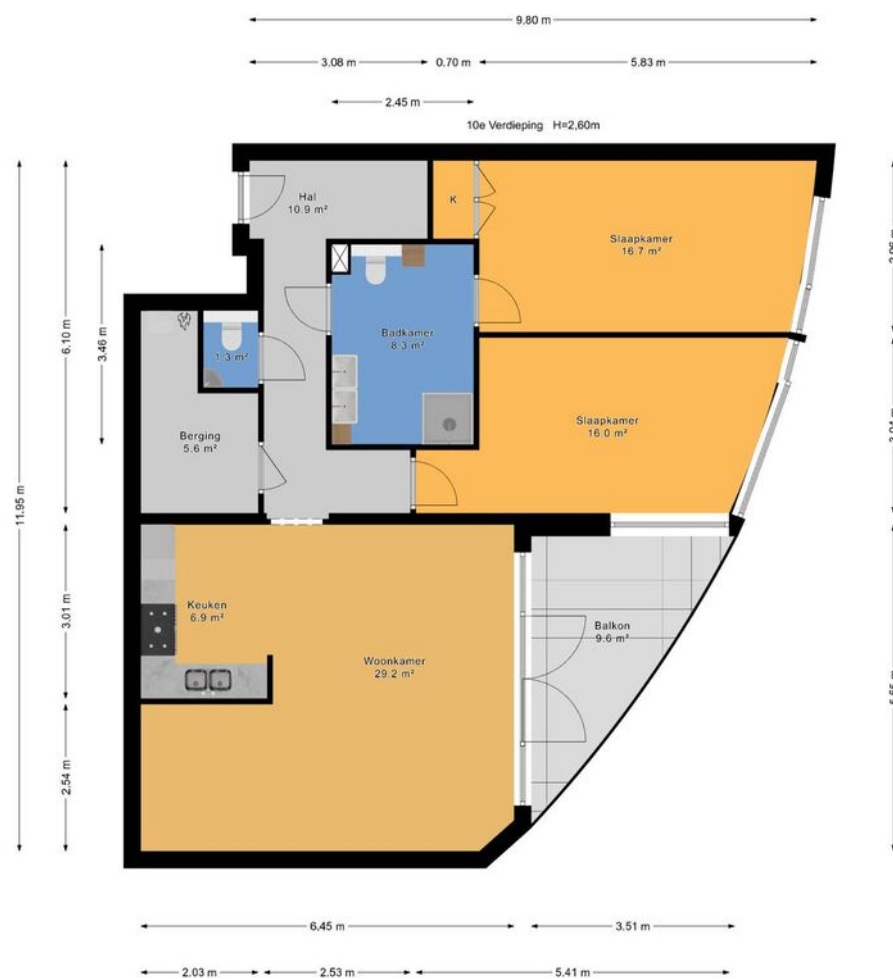 9.80 m
3.08 m
0.70 m
5.83 m
2.45 m
10e Verdieping H=2,60m
Hal
10.9 m²
K
Slaapkamer
16.7 m²
6.10 m
3.46 m
Badkamer
8.3 m²
1.3 m²
Slaapkamer
16.0 m²
Berging
5.6 m²
11.95 m
Keuken
6.9 m²
3.01 m
Woonkamer
29.2 m²
Balkon
9.6 m²
2.54 m
6.45 m
3.51 m
2.03 m
2.53 m
5.41 m